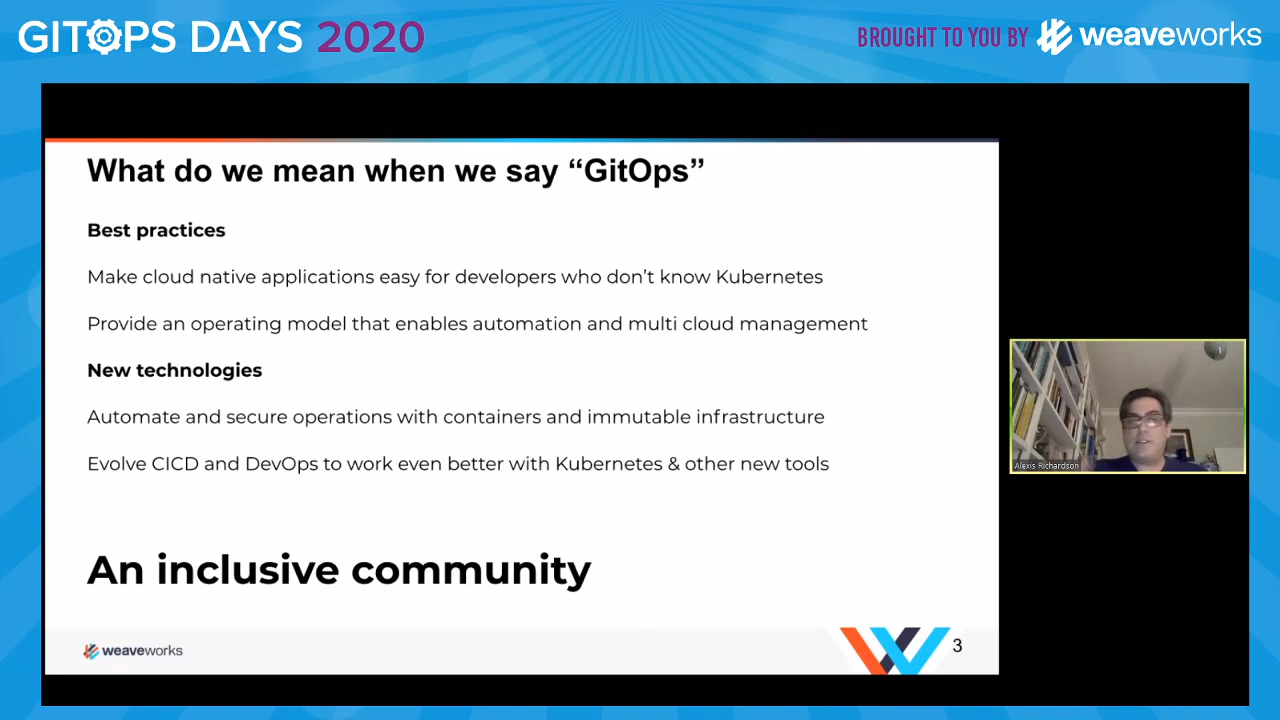 GITOPS DAYS 2020
BROUGHT TO YOU BY weaveworks
What do we mean when we say “GitOps”
Best practices
Make cloud native applications easy for developers who don’t know Kubernetes
Provide an operating model that enables automation and multi cloud management
New technologies
Automate and secure operations with containers and immutable infrastructure
Evolve CICD and DevOps to work even better with Kubernetes & other new tools
An inclusive community
weaveworks
3
Alexis Richardson